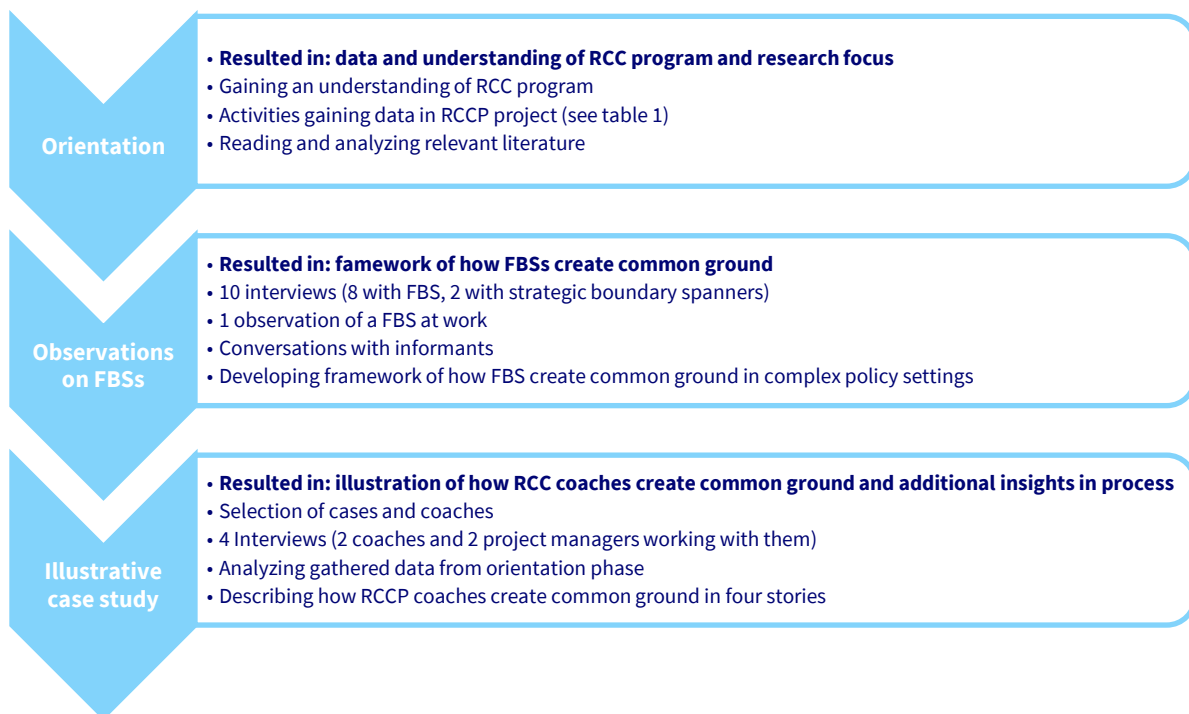 Orientation
• Resulted in: data and understanding of RCC program and research focus
• Gaining an understanding of RCC program
• Activities gaining data in RCCP project (see table 1)
• Reading and analyzing relevant literature
Observations
on FBSs
• Resulted in: famework of how FBSs create common ground
• 10 interviews (8 with FBS, 2 with strategic boundary spanners)
• 1 observation of a FBS at work
• Conversations with informants
• Developing framework of how FBS create common ground in complex policy settings
Illustrative
case study
• Resulted in: illustration of how RCC coaches create common ground and additional insights in process
• Selection of cases and coaches
• 4 Interviews (2 coaches and 2 project managers working with them)
• Analyzing gathered data from orientation phase
• Describing how RCCP coaches create common ground in four stories